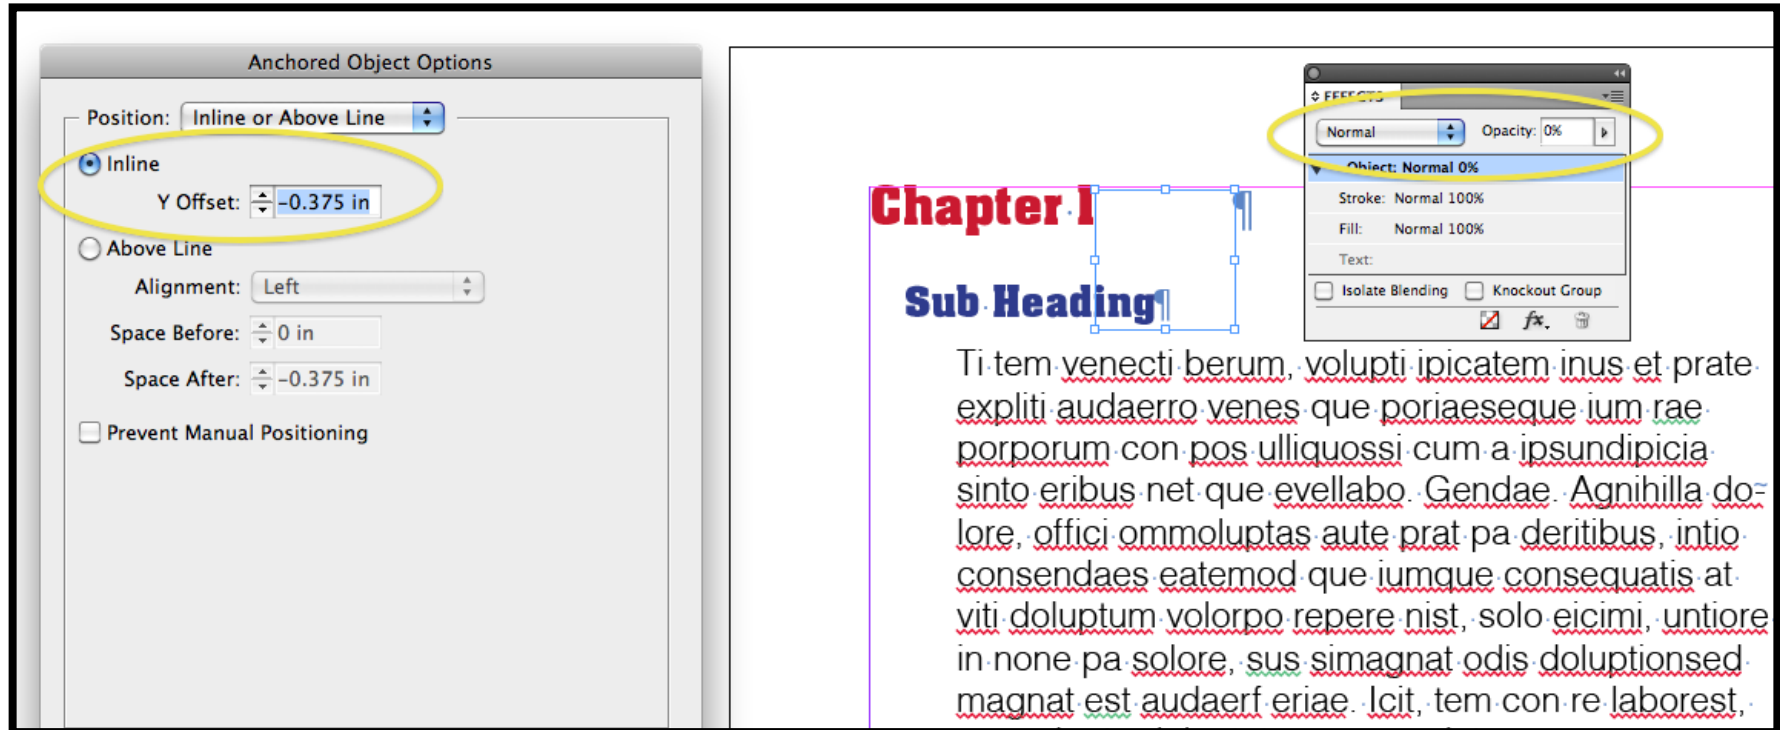 Anchored Object Options
Position: Inline or Above Line
Inline
Y Offset: -0.375 in
Above Line
Alignment: Left
Space Before: 0 in
Space After: -0.375 in
Prevent Manual Positioning
EFFECTS
Normal Opacity: 0%
Object: Normal 0%
Stroke: Normal 100%
Fill: Normal 100%
Text:
Isolate Blending Knockout Group
fx.
Chapter 1¶
Sub Heading¶
Ti tem venecti berum, volupti ipicatem inus et prate
expliti audaerro venes que poriaeseque ium rae
porporum con pos ulliquossi cum a ipsundipicia
sinto eribus net que evellabo. Gendae. Agnihilla do-
lore, offici ommoluptas aute prat pa deritibus, intio
consendaes eatemod que iumque consequatis at
viti doluptum volorpo repere nist, solo eicimi, untiore
in none pa solore, sus simagnat odis doluptionsed
magnat est audaerf eriae. Icit, tem con re laborest,